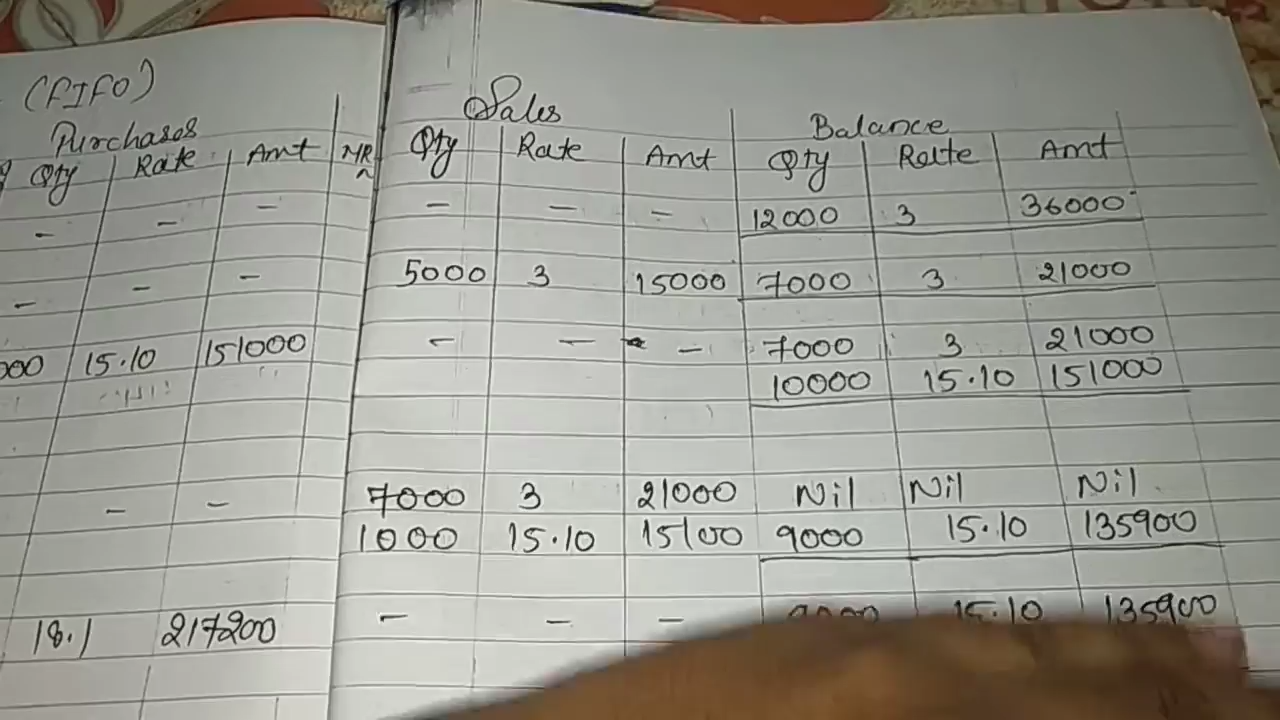 (FIFO)
Purchases Sales Balance
Qty Rate Amt Qty Rate Amt Qty Rate Amt
- - - - - - 12000 3 36000
- - - 5000 3 15000 7000 3 21000
000 15.10 151000 - - - 7000 3 21000
10000 15.10 151000
- - 7000 3 21000 Nil Nil Nil
1000 15.10 15100 9000 15.10 135900
18.1 217200 - - - 9000 15.10 135900